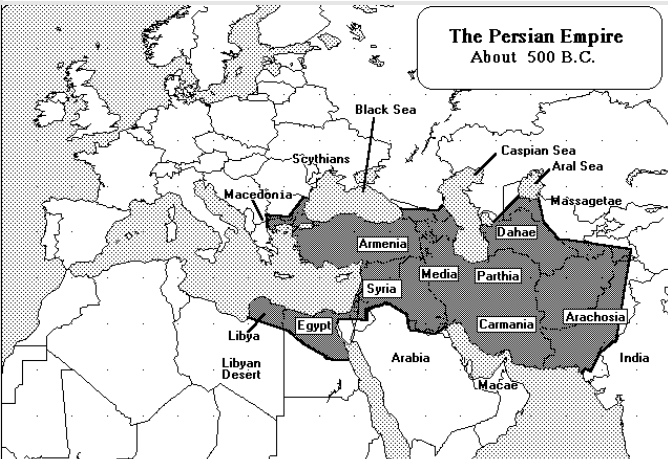 The Persian Empire
About 500 B.C.
Black Sea
Caspian Sea
Scythians
Aral Sea
Macedonia
Massagetae
Dahae
Armenia
Media
Parthia
Syria
Libya
Egypt
Carmania
Arachosia
Libyan
Desert
Arabia
India
Macae